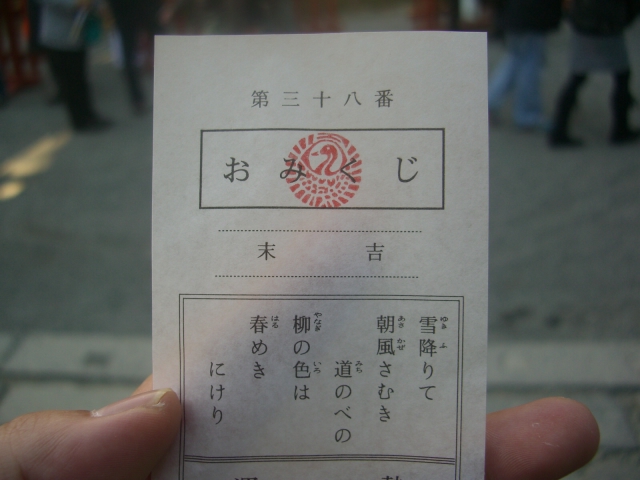 第三十八番
おみくじ
末吉
雪降りて
朝風さむき
道のべの
柳の色は
春めき
にけり